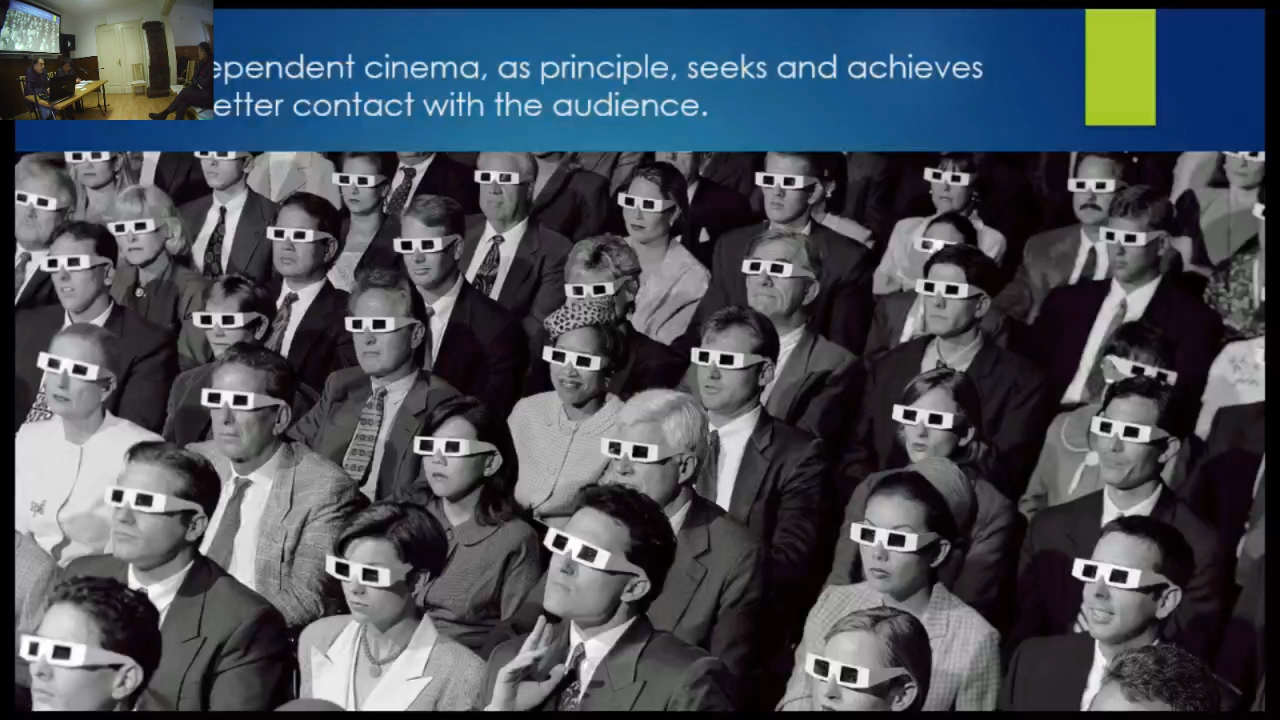 ependent cinema, as principle, seeks and achieves
etter contact with the audience.